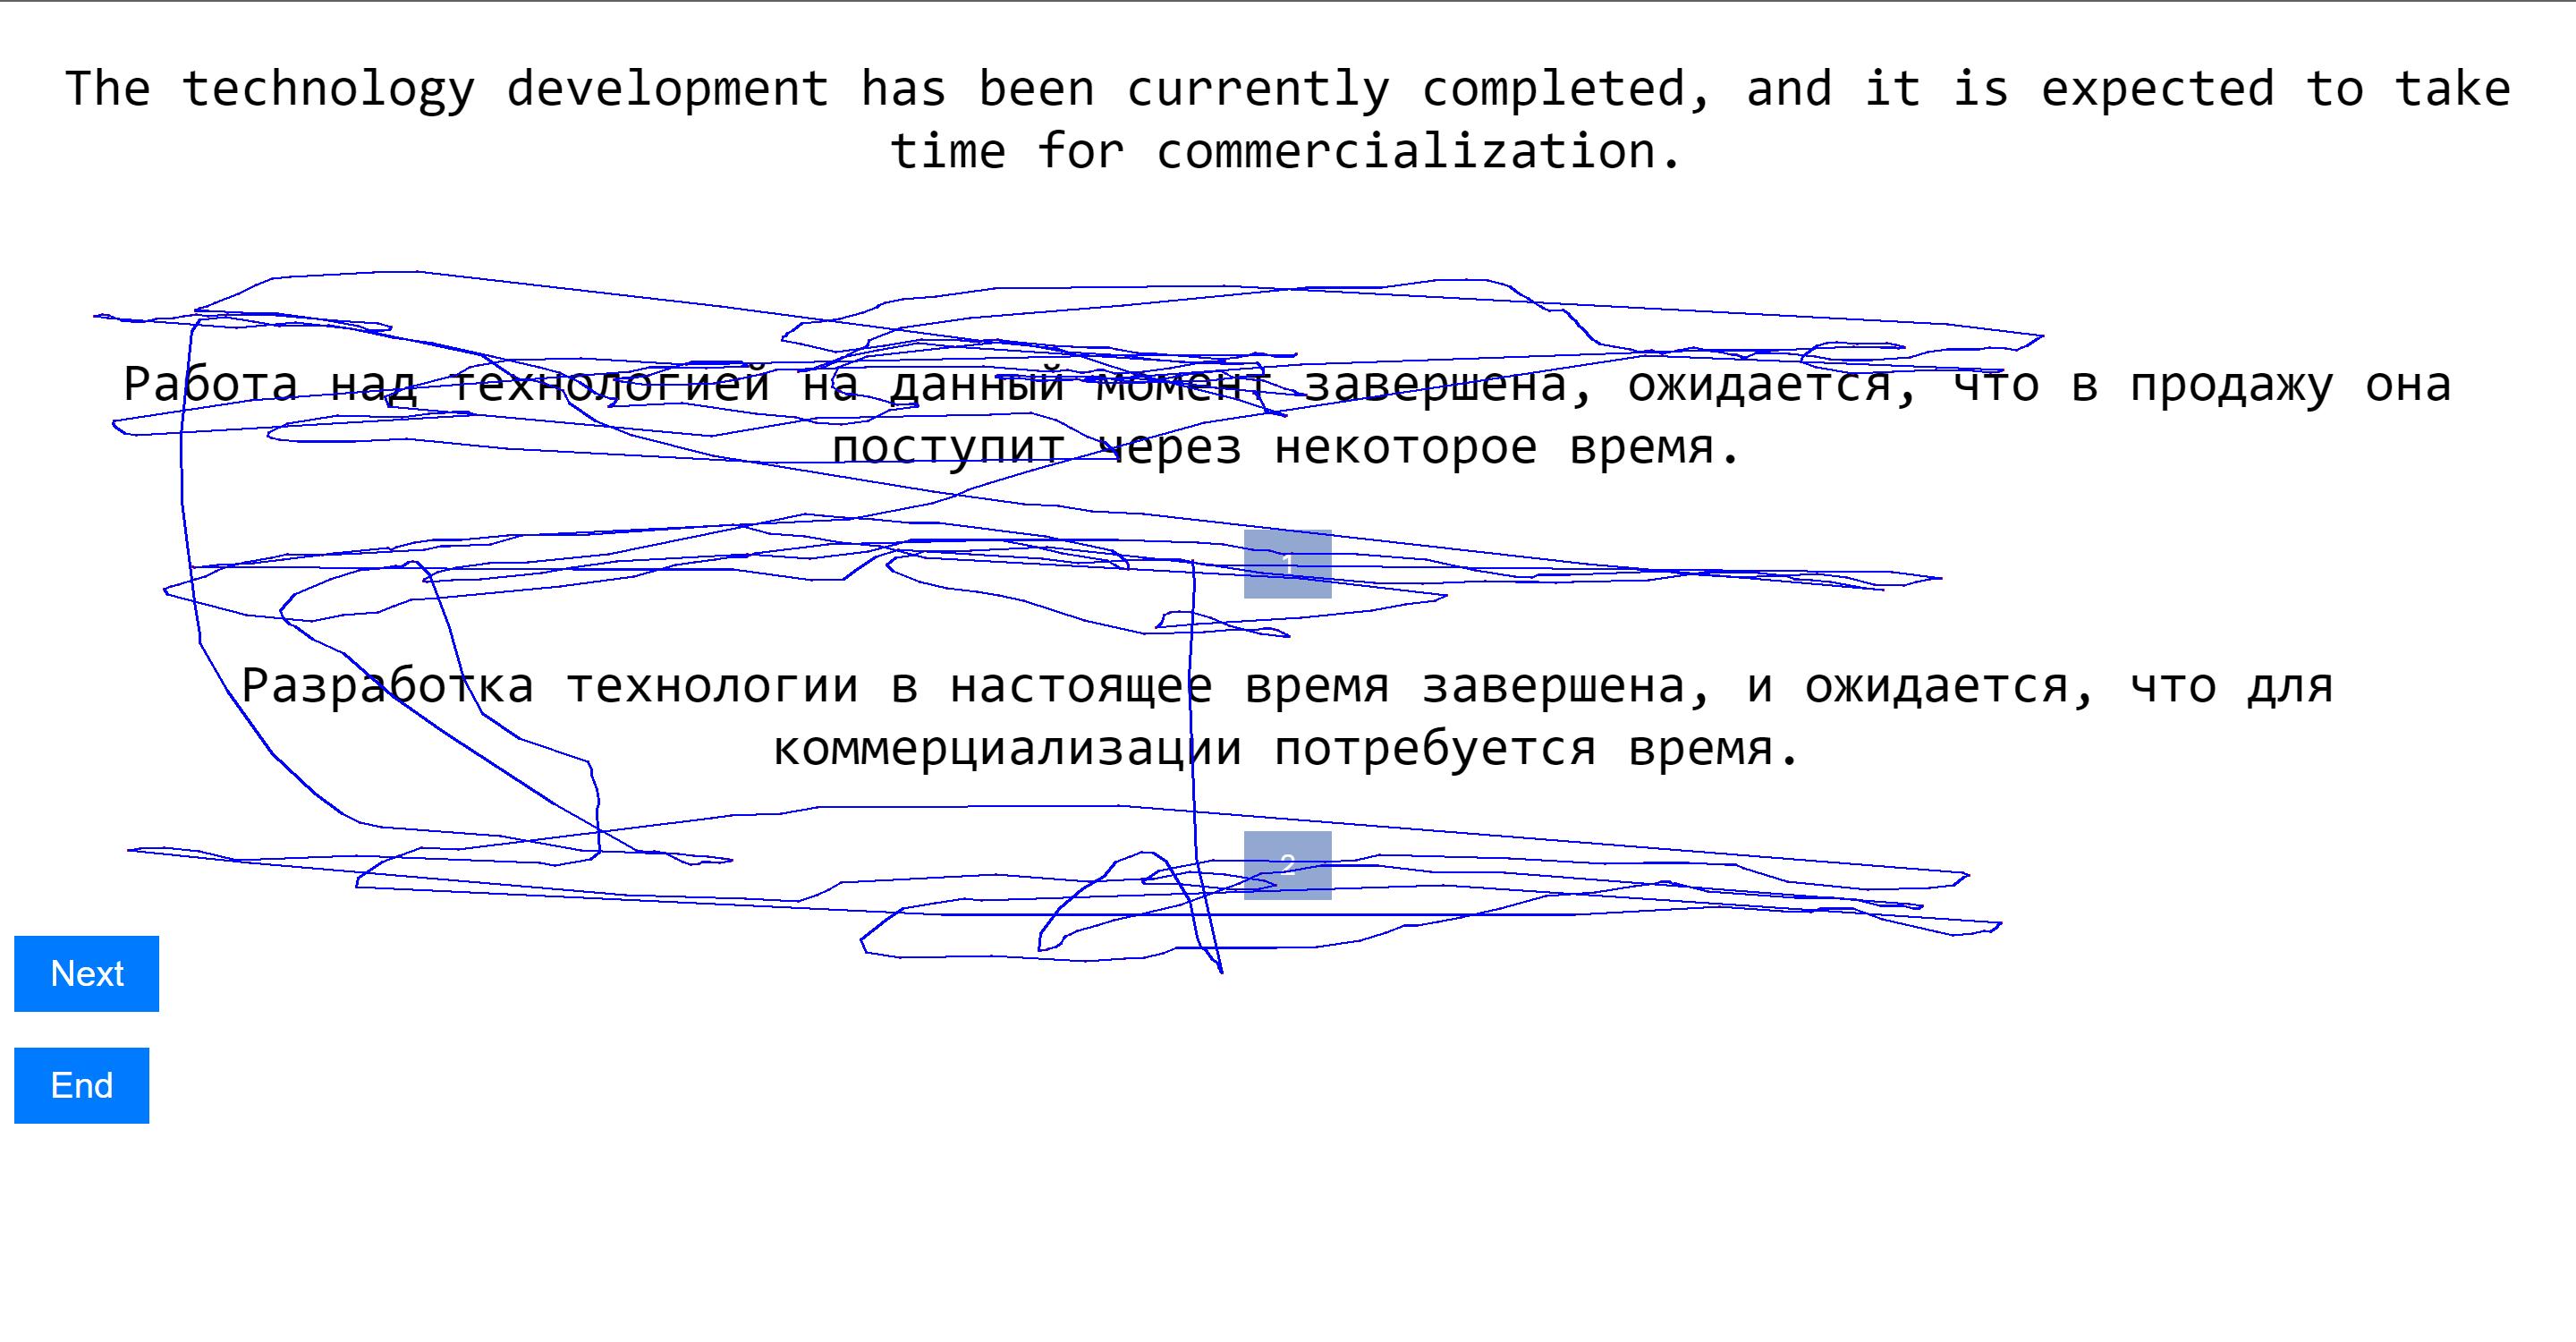 The technology development has been currently completed, and it is expected to take
time for commercialization.
Работа над технологией на данный момент завершена, ожидается, что в продажу она
поступит через некоторое время.
1
Разработка технологии в настоящее время завершена, и ожидается, что для
коммерциализации потребуется время.
2
Next
End